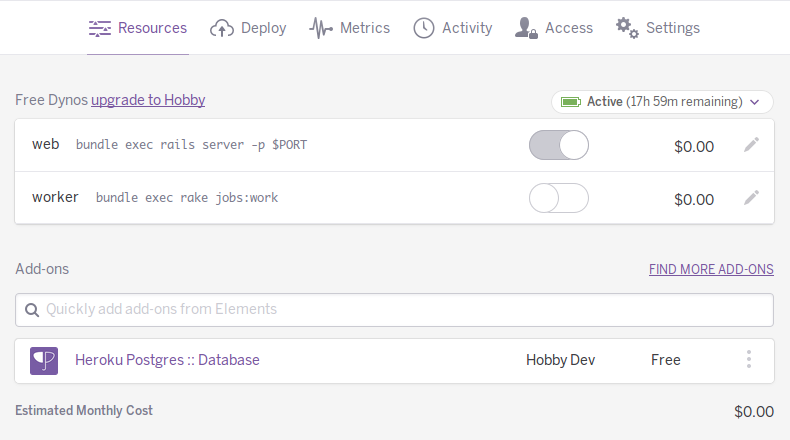 Resources Deploy Metrics Activity Access Settings
Free Dynos upgrade to Hobby Active (17h 59m remaining)
web bundle exec rails server -p $PORT $0.00
worker bundle exec rake jobs:work $0.00
Add-ons FIND MORE ADD-ONS
Quickly add add-ons from Elements
Heroku Postgres :: Database Hobby Dev Free
Estimated Monthly Cost $0.00